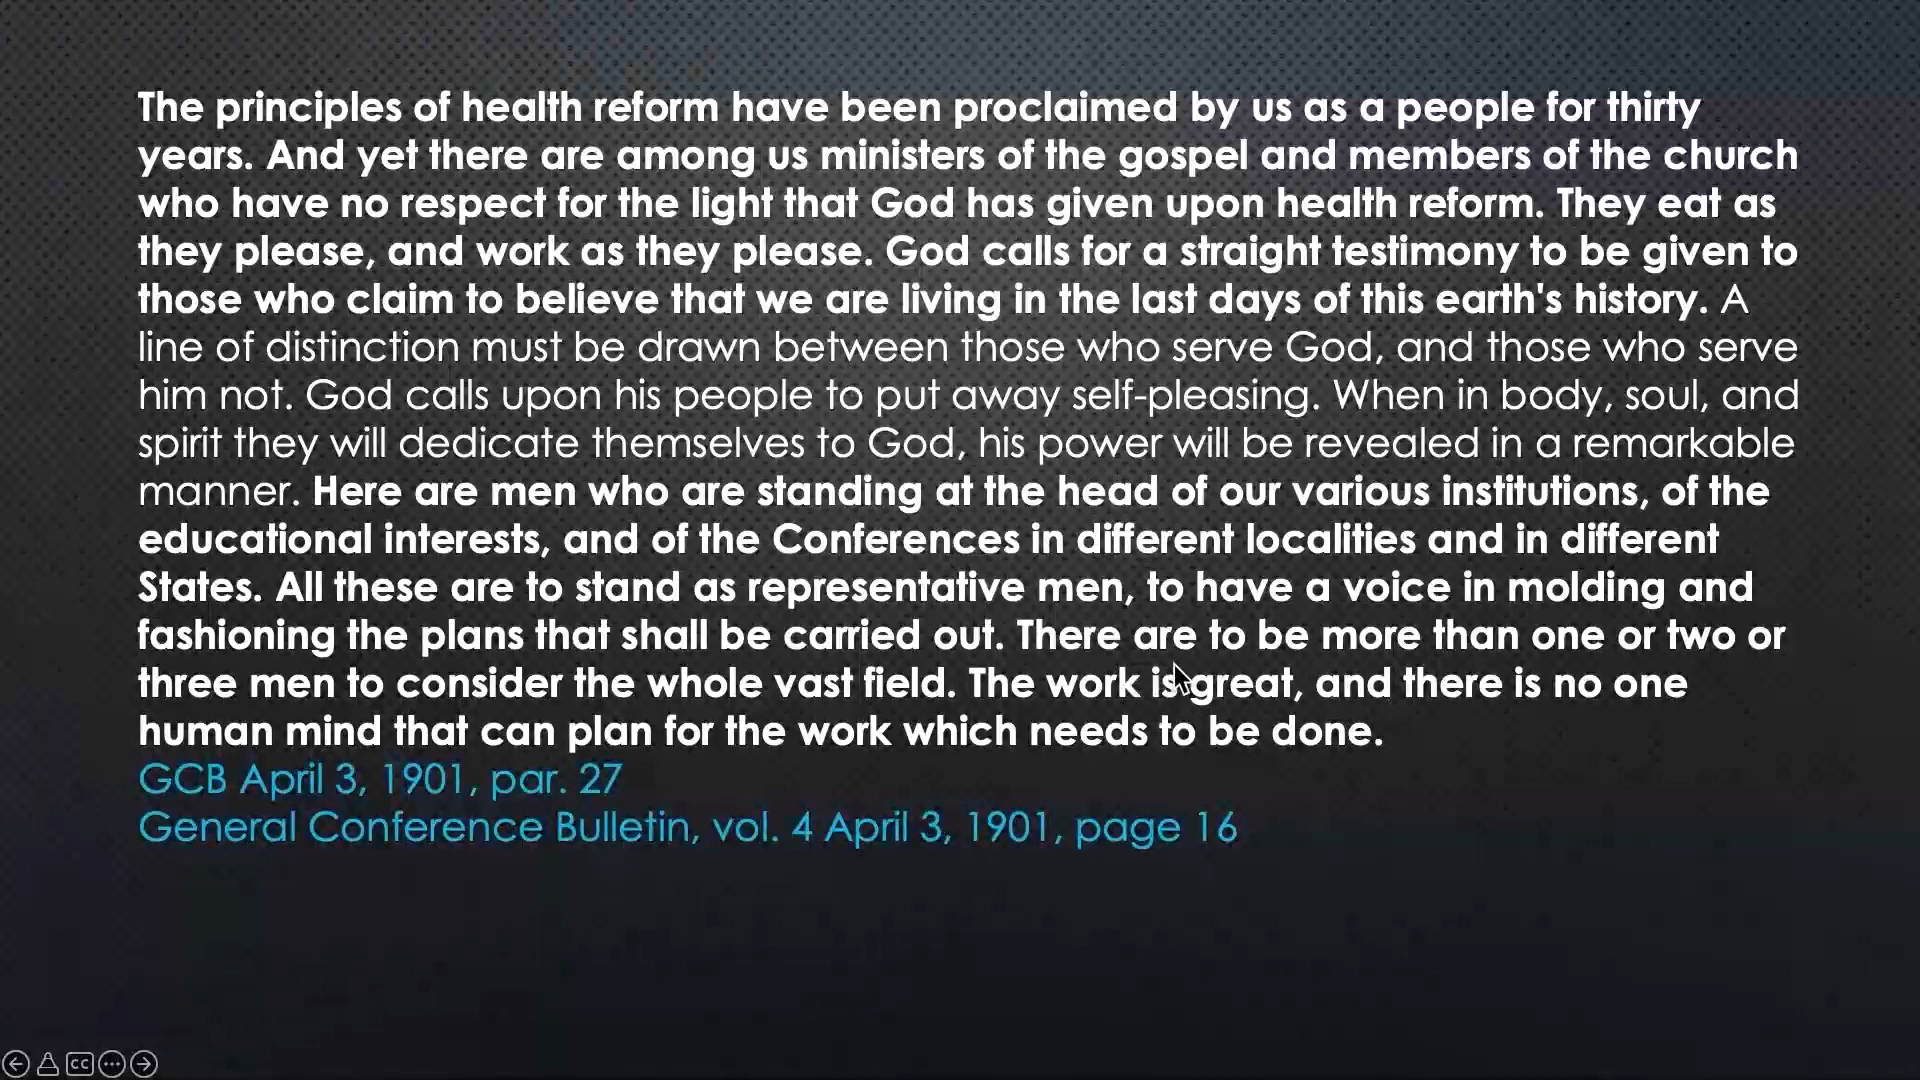 The principles of health reform have been proclaimed by us as a people for thirty
years. And yet there are among us ministers of the gospel and members of the church
who have no respect for the light that God has given upon health reform. They eat as
they please, and work as they please. God calls for a straight testimony to be given to
those who claim to believe that we are living in the last days of this earth's history. A
line of distinction must be drawn between those who serve God, and those who serve
him not. God calls upon his people to put away self-pleasing. When in body, soul, and
spirit they will dedicate themselves to God, his power will be revealed in a remarkable
manner. Here are men who are standing at the head of our various institutions, of the
educational interests, and of the Conferences in different localities and in different
States. All these are to stand as representative men, to have a voice in molding and
fashioning the plans that shall be carried out. There are to be more than one or two or
three men to consider the whole vast field. The work is great, and there is no one
human mind that can plan for the work which needs to be done.
GCB April 3, 1901, par. 27
General Conference Bulletin, vol. 4 April 3, 1901, page 16
CC